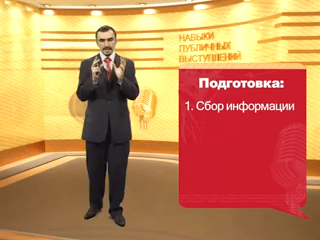 НАВЫКИ
ПУБЛИЧНЫХ
ВЫСТУПЛЕНИЙ
Подготовка:
1. Сбор информации